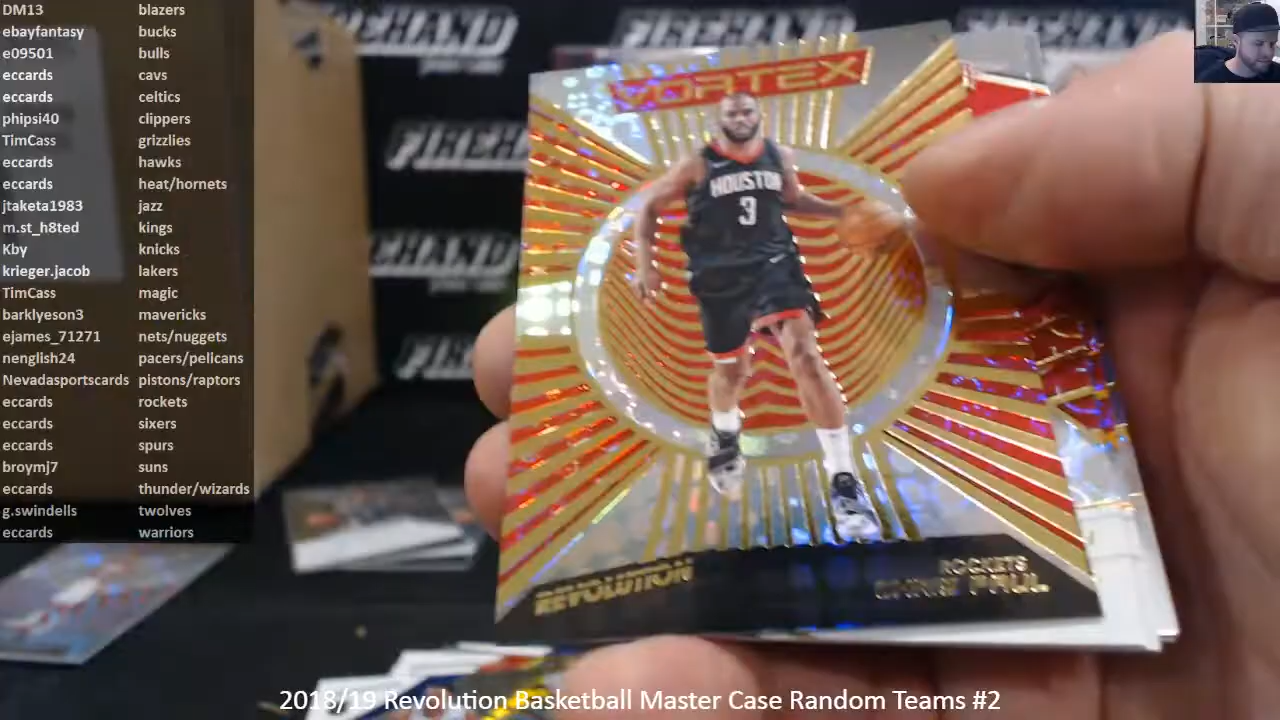 DM13 blazers
ebayfantasy bucks
e09501 bulls
eccards cavs
eccards celtics
phipsi40 clippers
TimCass grizzlies
eccards hawks
eccards heat/hornets
jtaketa1983 jazz
m.st_h8ted kings
Kby knicks
krieger.jacob lakers
TimCass magic
barklyeson3 mavericks
ejames_71271 nets/nuggets
nenglish24 pacers/pelicans
Nevadasportscards pistons/raptors
eccards rockets
eccards sixers
eccards spurs
broymj7 suns
eccards thunder/wizards
g.swindells twolves
eccards warriors
FIREHAND
FIREHAND
FIREHAND
VORTEX
HOUSTON
3
REVOLUTION
ROCKETS
CHRIS PAUL
2018/19 Revolution Basketball Master Case Random Teams #2